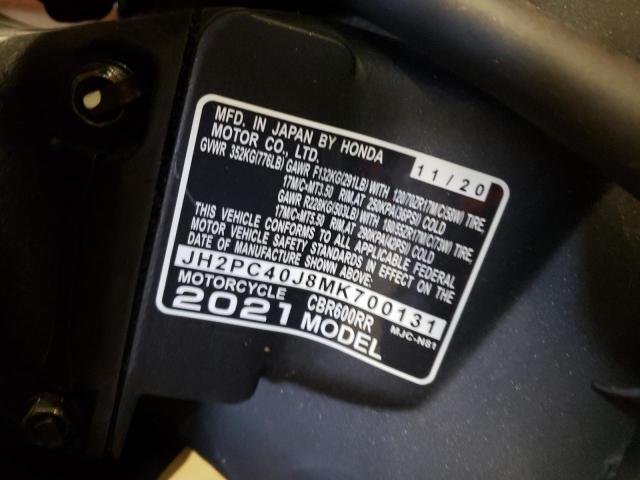 MFD. IN JAPAN BY HONDA
MOTOR CO., LTD. 11/20
GVWR 352KG(776LB) GAWR F132KG(291LB) WITH 120/70ZR17M/C(58W) TIRE,
17M/C×MT3.50 RIM,AT 250KPA(36PSI) COLD
GAWR R228KG(503LB) WITH 180/55ZR17M/C(73W) TIRE,
17M/C×MT5.50 RIM,AT 290KPA(42PSI) COLD
THIS VEHICLE CONFORMS TO ALL APPLICABLE FEDERAL
MOTOR VEHICLE SAFETY STANDARDS IN EFFECT ON THE
DATE OF MANUFACTURE SHOWN ABOVE:
JH2PC40J8MK700131
MOTORCYCLE CBR600RR MJC-N81
2021 MODEL